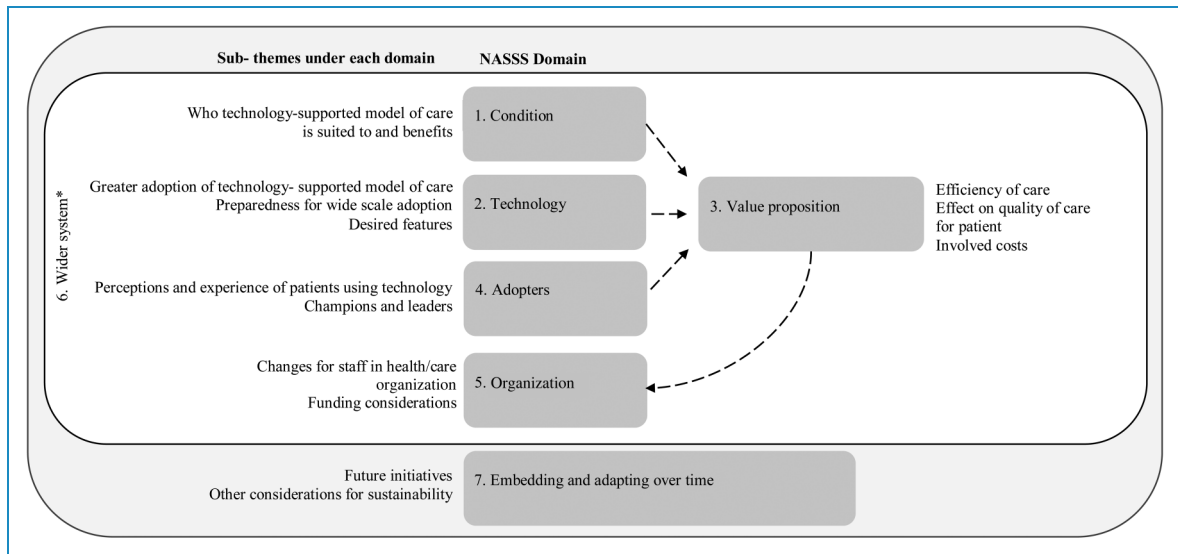 Sub- themes under each domain
NASSS Domain
6. Wider system*
Who technology-supported model of care
is suited to and benefits
1. Condition
Greater adoption of technology- supported model of care
Preparedness for wide scale adoption
Desired features
2. Technology
3. Value proposition
Efficiency of care
Effect on quality of care
for patient
Involved costs
Perceptions and experience of patients using technology
Champions and leaders
4. Adopters
Changes for staff in health/care
organization
Funding considerations
5. Organization
Future initiatives
Other considerations for sustainability
7. Embedding and adapting over time